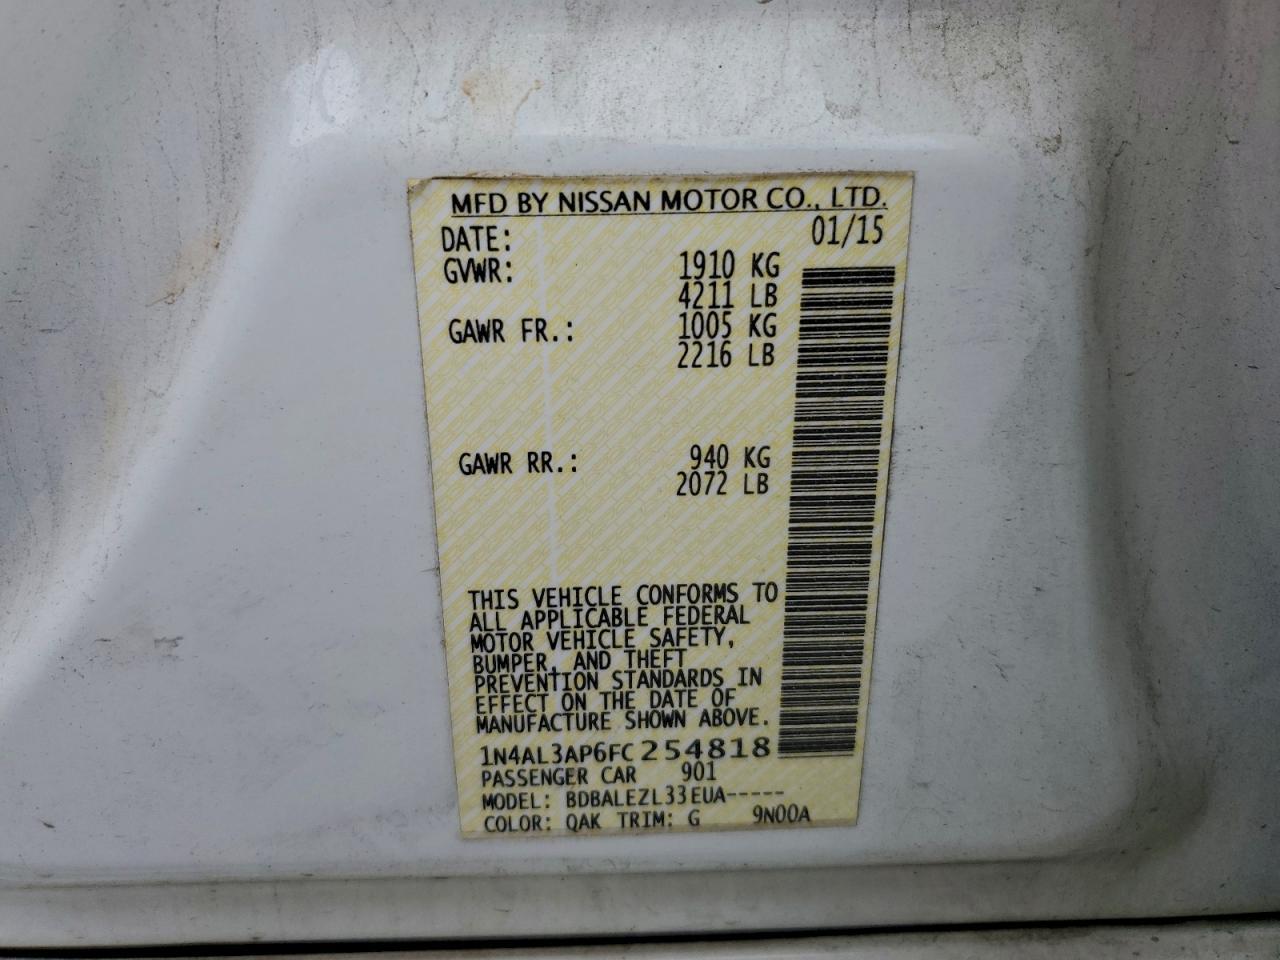 MFD BY NISSAN MOTOR CO., LTD.
DATE: 01/15
GVWR: 1910 KG
4211 LB
GAWR FR.: 1005 KG
2216 LB
GAWR RR.: 940 KG
2072 LB
THIS VEHICLE CONFORMS TO
ALL APPLICABLE FEDERAL
MOTOR VEHICLE SAFETY,
BUMPER, AND THEFT
PREVENTION STANDARDS IN
EFFECT ON THE DATE OF
MANUFACTURE SHOWN ABOVE.
1N4AL3AP6FC254818
PASSENGER CAR 901
MODEL: BDBALEZL33EUA-----
COLOR: QAK TRIM: G 9N00A